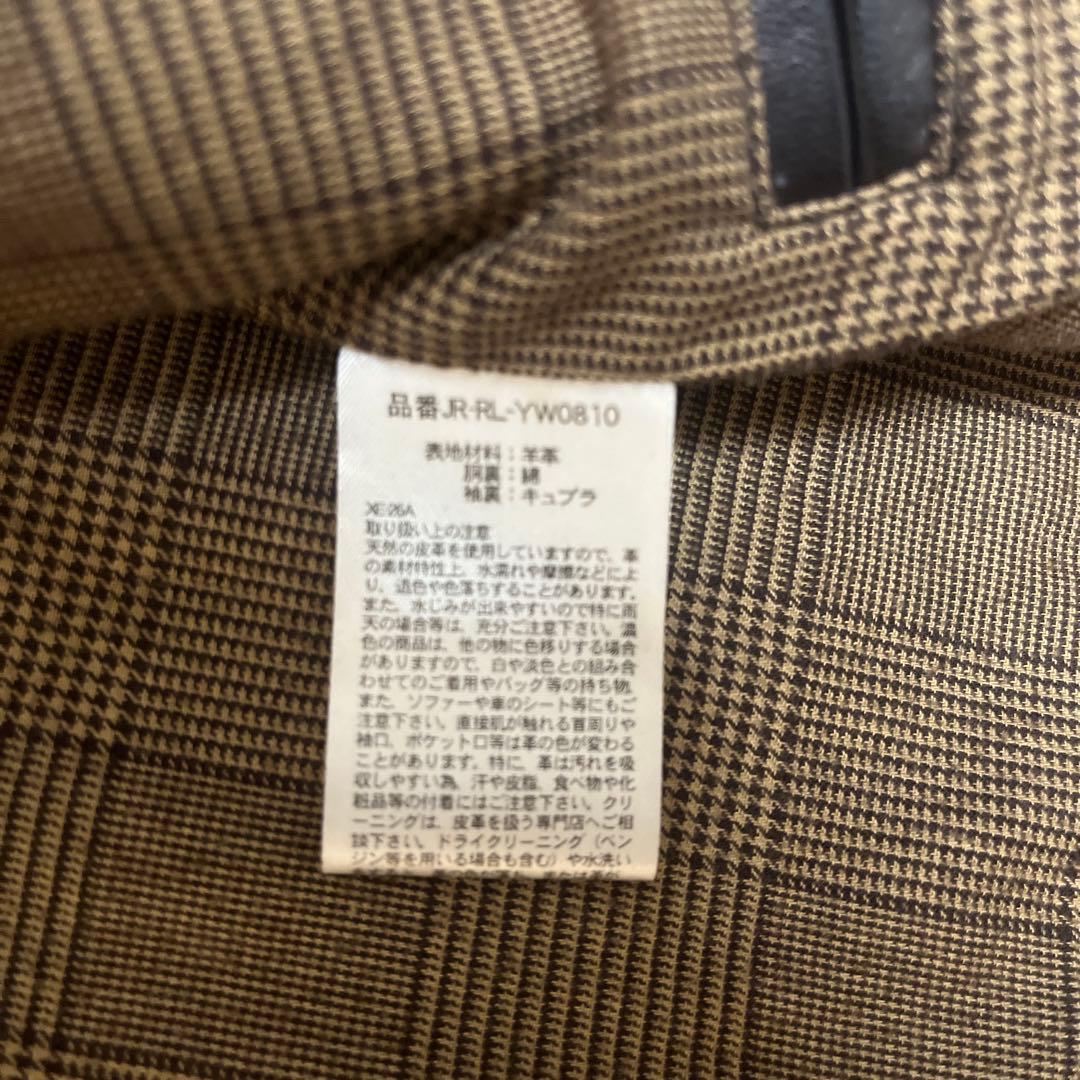 品番JR-RL-YW0810
表地材料：羊革
胴裏：綿
袖裏：キュプラ
XE26A
取り扱い上の注意
天然の皮革を使用していますので、革
の素材特性上、水濡れや摩擦などによ
り、退色や色落ちすることがあります。
また、水じみが出来やすいので特に雨
天の場合等は、充分ご注意下さい。濃
色の商品は、他の物に色移りする場合
がありますので、白や淡色との組み合
わせてのご着用やバッグ等の持ち物、
また、ソファーや車のシート等にもご
注意下さい。直接肌が触れる首周りや
袖口、ポケット口等は革の色が変わる
ことがあります。特に、革は汚れを吸
収しやすい為、汗や皮脂、食べ物や化
粧品等の付着にはご注意下さい。クリ
ーニングは、皮革を扱う専門店へご相
談下さい。ドライクリーニング（ベン
ジン等を用いる場合も含む）や水洗い